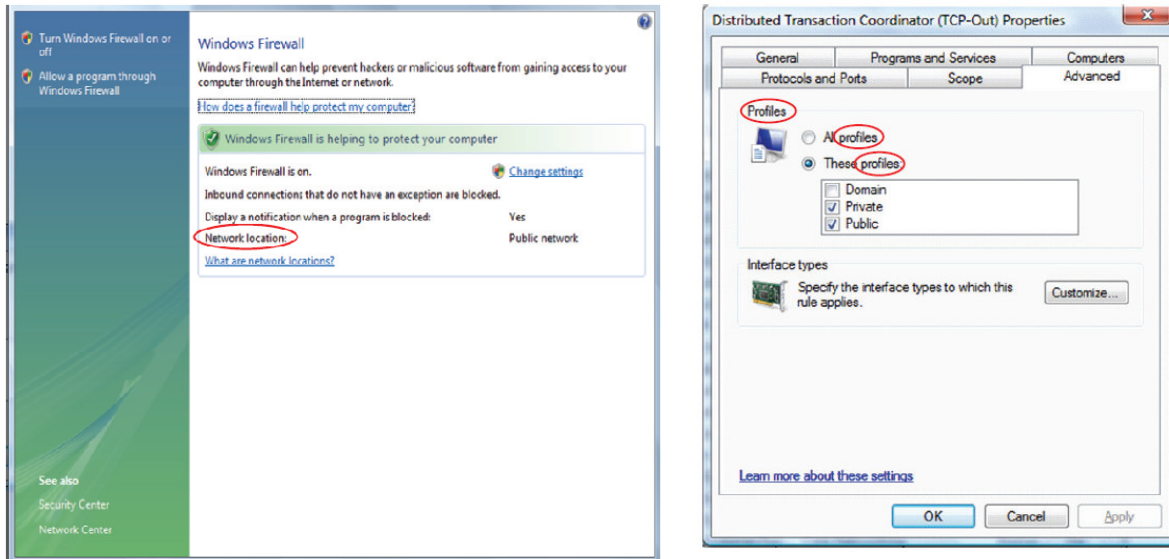 Turn Windows Firewall on or
off
Allow a program through
Windows Firewall
See also
Security Center
Network Center
Windows Firewall
Windows Firewall can help prevent hackers or malicious software from gaining access to your
computer through the Internet or network.
How does a firewall help protect my computer?
Windows Firewall is helping to protect your computer
Windows Firewall is on.
Change settings
Inbound connections that do not have an exception are blocked.
Display a notification when a program is blocked: Yes
Network location: Public network
What are network locations?
Distributed Transaction Coordinator (TCP-Out) Properties
General Programs and Services Computers
Protocols and Ports Scope Advanced
Profiles
All profiles
These profiles:
Domain
Private
Public
Interface types
Specify the interface types to which this
rule applies.
Customize...
Learn more about these settings
OK Cancel Apply